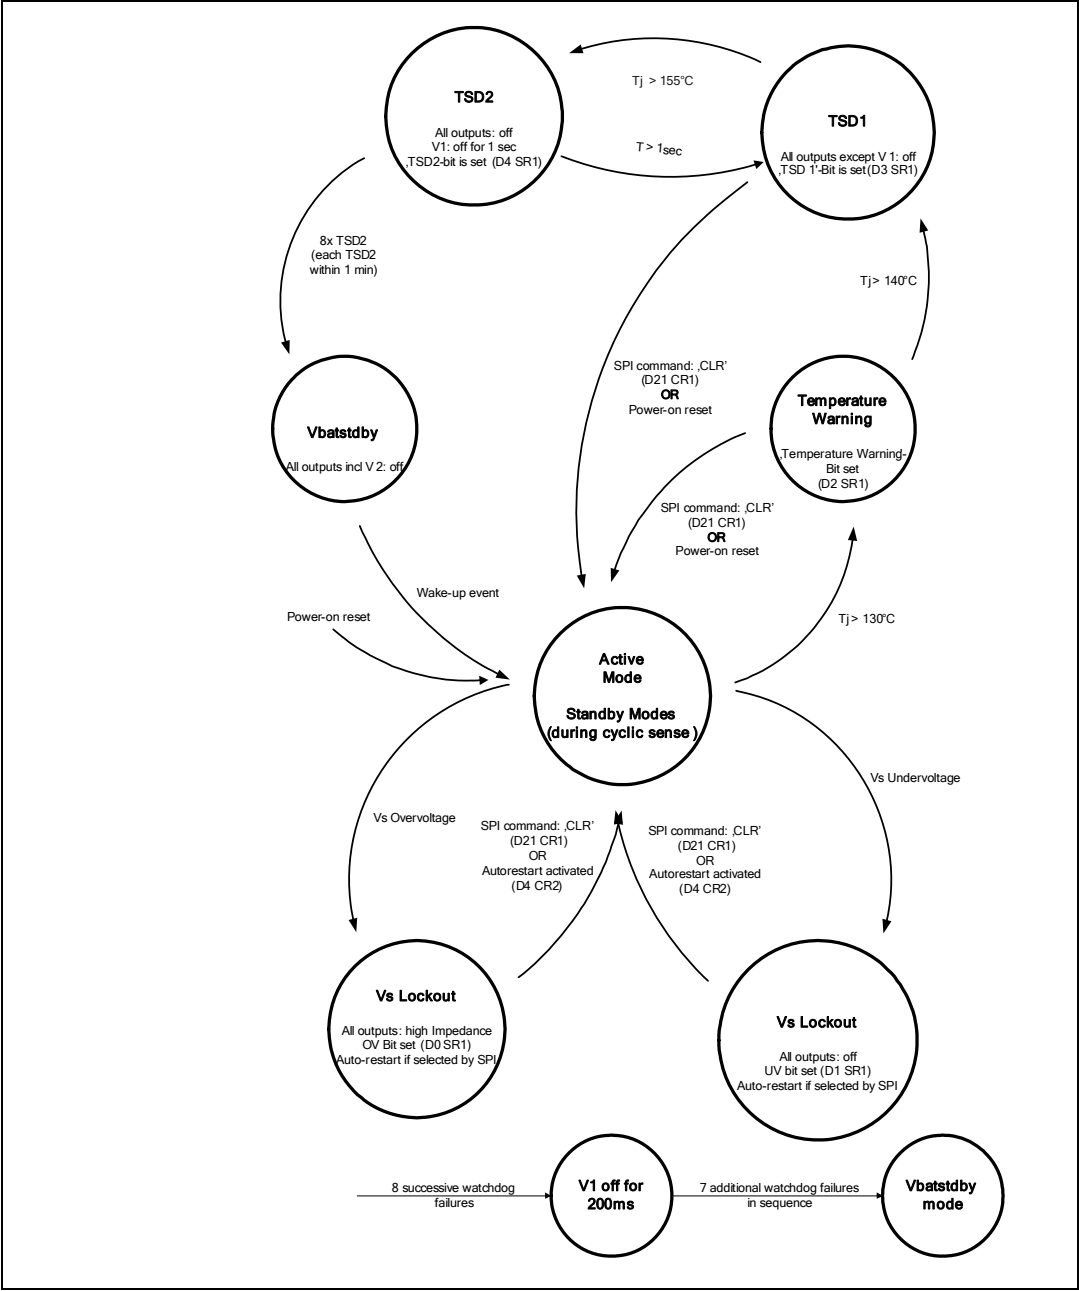 TSD2
All outputs: off
V1: off for 1 sec
‚TSD2-bit is set (D4 SR1)
Tj > 155°C
T > 1sec
TSD1
All outputs except V 1: off
‚TSD 1'-Bit is set (D3 SR1)
8x TSD2
(each TSD2
within 1 min)
Tj > 140°C
SPI command: ‚CLR’
(D21 CR1)
OR
Power-on reset
Vbatstdby
All outputs incl V 2: off
Temperature
Warning
‚Temperature Warning-
Bit set
(D2 SR1)
SPI command: ‚CLR’
(D21 CR1)
OR
Power-on reset
Wake-up event
Power-on reset
Tj > 130°C
Active
Mode
Standby Modes
(during cyclic sense )
Vs Overvoltage
Vs Undervoltage
SPI command: ‚CLR’
(D21 CR1)
OR
Autorestart activated
(D4 CR2)
SPI command: ‚CLR’
(D21 CR1)
OR
Autorestart activated
(D4 CR2)
Vs Lockout
All outputs: high Impedance
OV Bit set (D0 SR1)
Auto-restart if selected by SPI
Vs Lockout
All outputs: off
UV bit set (D1 SR1)
Auto-restart if selected by SPI
8 successive watchdog
failures
V1 off for
200ms
7 additional watchdog failures
in sequence
Vbatstdby
mode